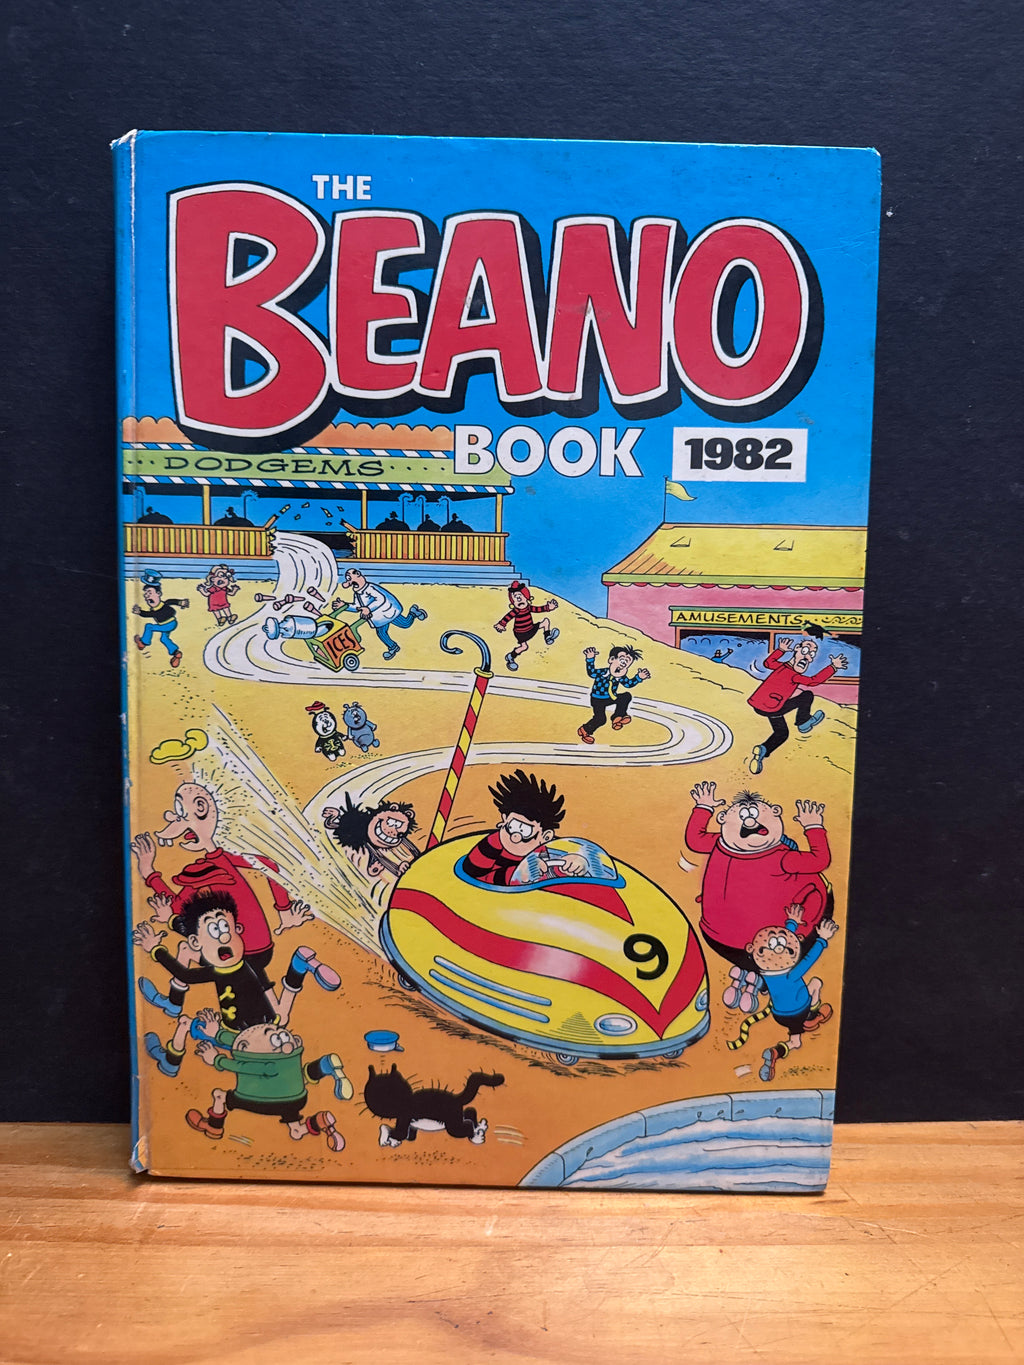 THE
BEANO
BOOK 1982
DODGEMS
AMUSEMENTS
ICES
9